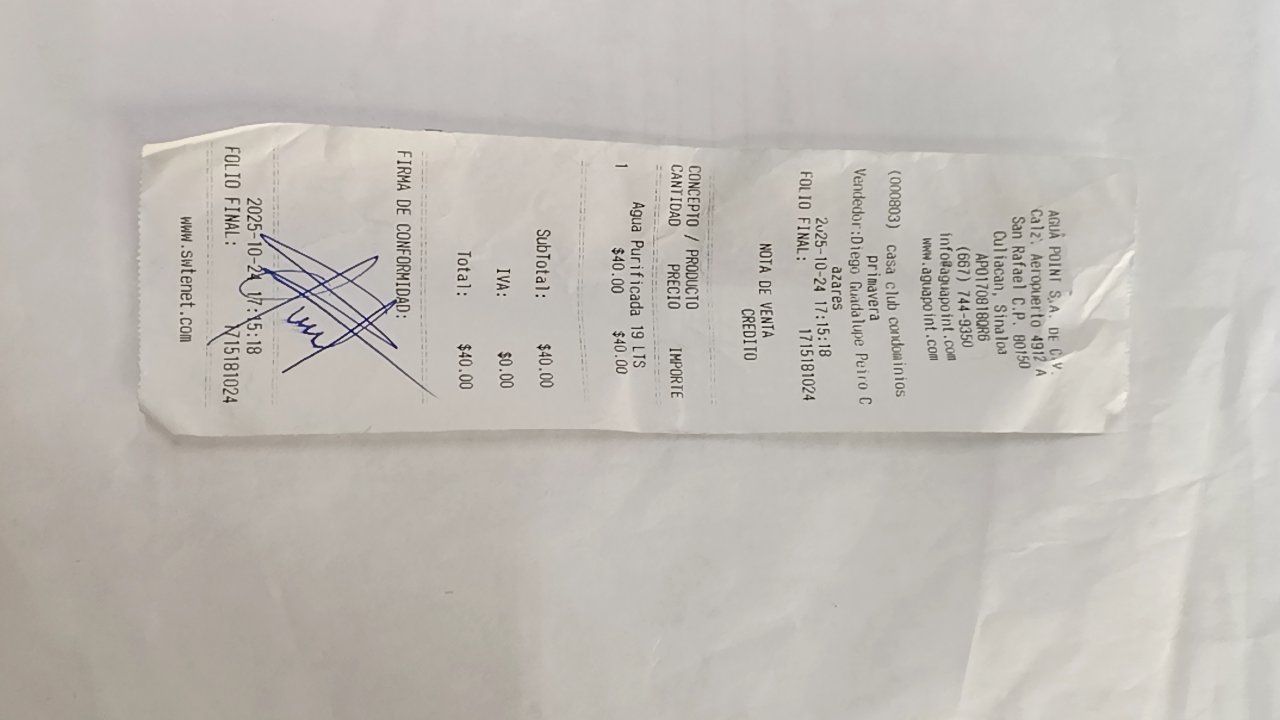 AGUA POINT S.A. DE C.V.
Calz. Aeropuerto 4912 A
San Rafael C.P. 80150
Culiacan, Sinaloa
APO170818QR6
(667) 744-9350
info@aguapoint.com
www.aguapoint.com
(000803) casa club condominios
primavera
Vendedor:Diego Guadalupe Peiro C
azares
2025-10-24 17:15:18
FOLIO FINAL: 1715181024
NOTA DE VENTA
CREDITO
CONCEPTO / PRODUCTO
CANTIDAD PRECIO IMPORTE
Agua Purificada 19 LTS
1 $40.00 $40.00
SubTotal: $40.00
IVA: $0.00
Total: $40.00
FIRMA DE CONFORMIDAD:
2025-10-24 17:15:18
FOLIO FINAL: 1715181024
www.swtenet.com